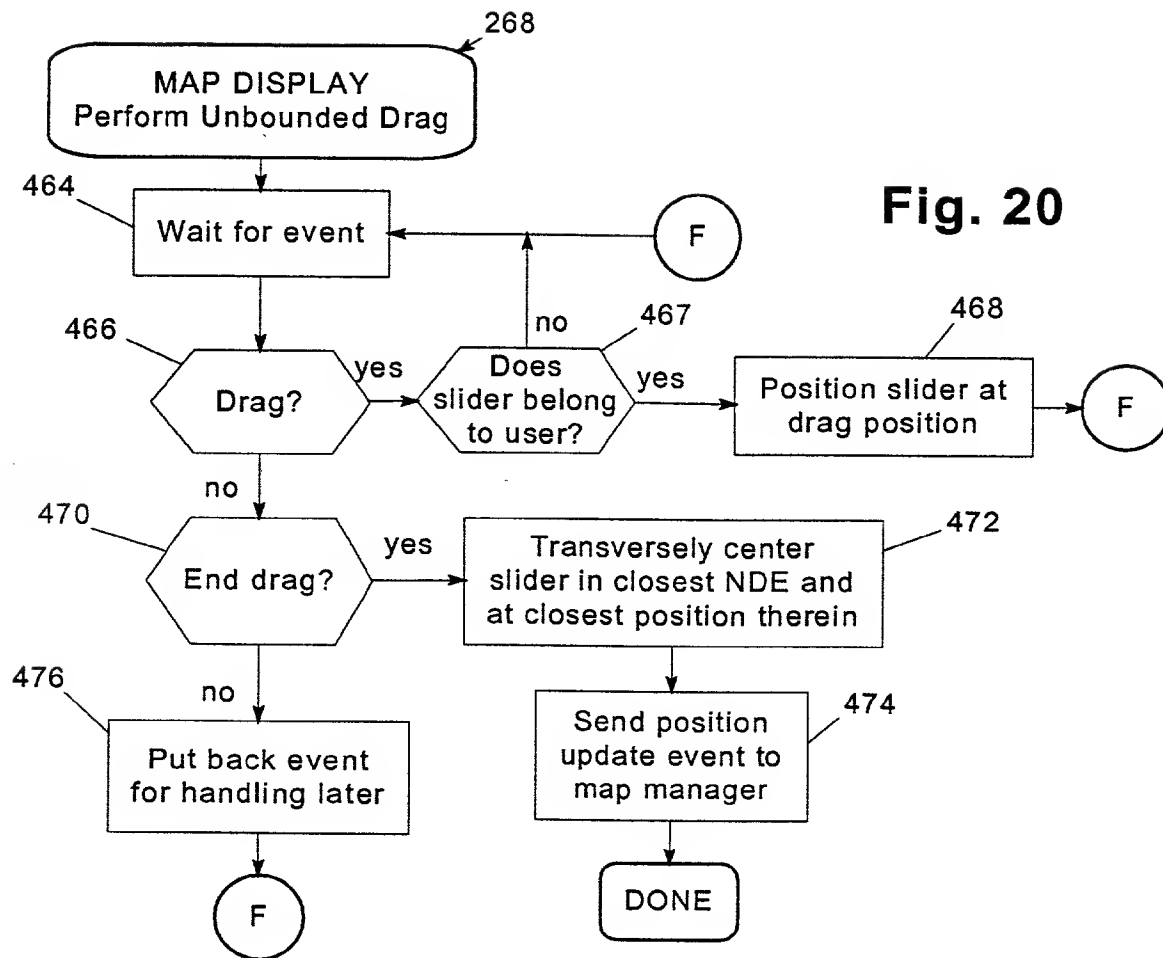 268
MAP DISPLAY
Perform Unbounded Drag
464
Wait for event
F
Fig. 20
466
Drag?
yes
no
467
Does
slider belong
to user?
yes
468
Position slider at
drag position
F
no
470
End drag?
yes
472
Transversely center
slider in closest NDE and
at closest position therein
no
476
Put back event
for handling later
474
Send position
update event to
map manager
F
DONE